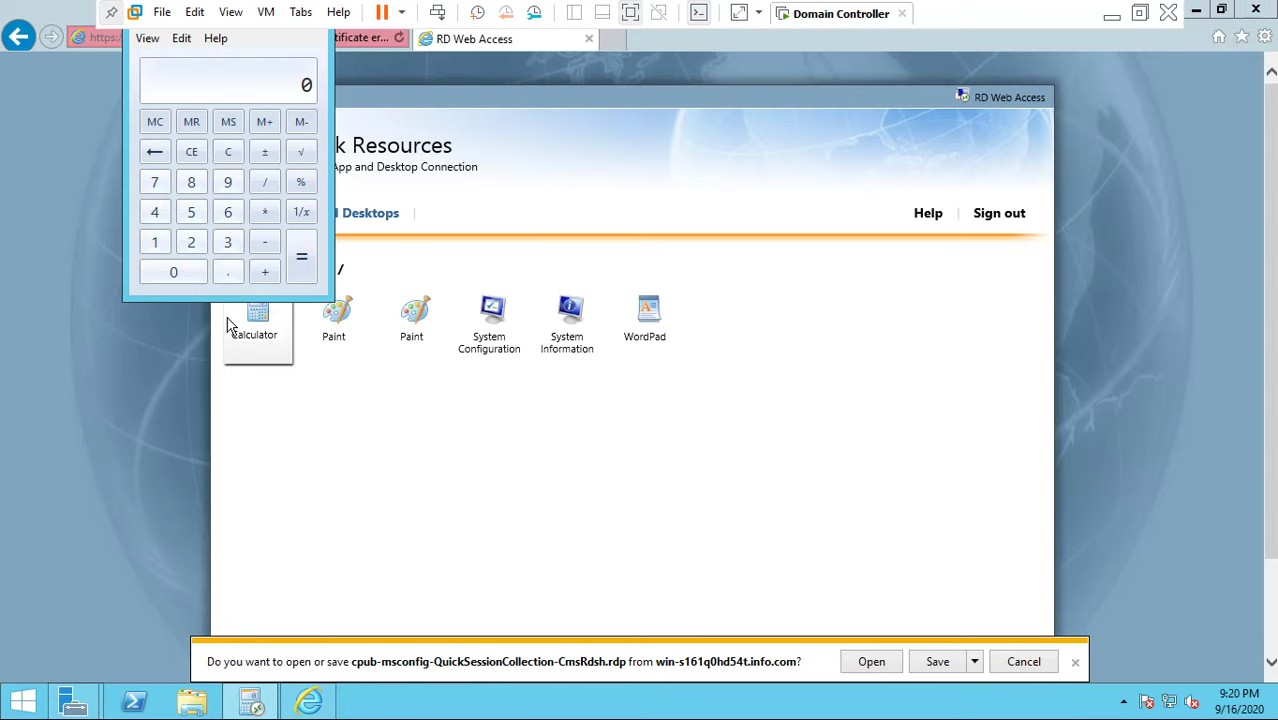 File Edit View VM Tabs Help
Domain Controller
https:/
tificate er...
RD Web Access
View Edit Help
0
MC MR MS M+ M-
← CE C ± √
7 8 9 / %
4 5 6 * 1/x
1 2 3 - =
0 . +
RD Web Access
k Resources
App and Desktop Connection
Desktops
Help
Sign out
/
Calculator
Paint
Paint
System
Configuration
System
Information
WordPad
Do you want to open or save cpub-msconfig-QuickSessionCollection-CmsRdsh.rdp from win-s161q0hd54t.info.com?
Open
Save
Cancel
9:20 PM
9/16/2020